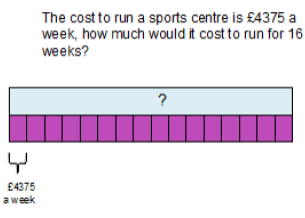 The cost to run a sports centre is £4375 a
week, how much would it cost to run for 16
weeks?
?
£4375
a week